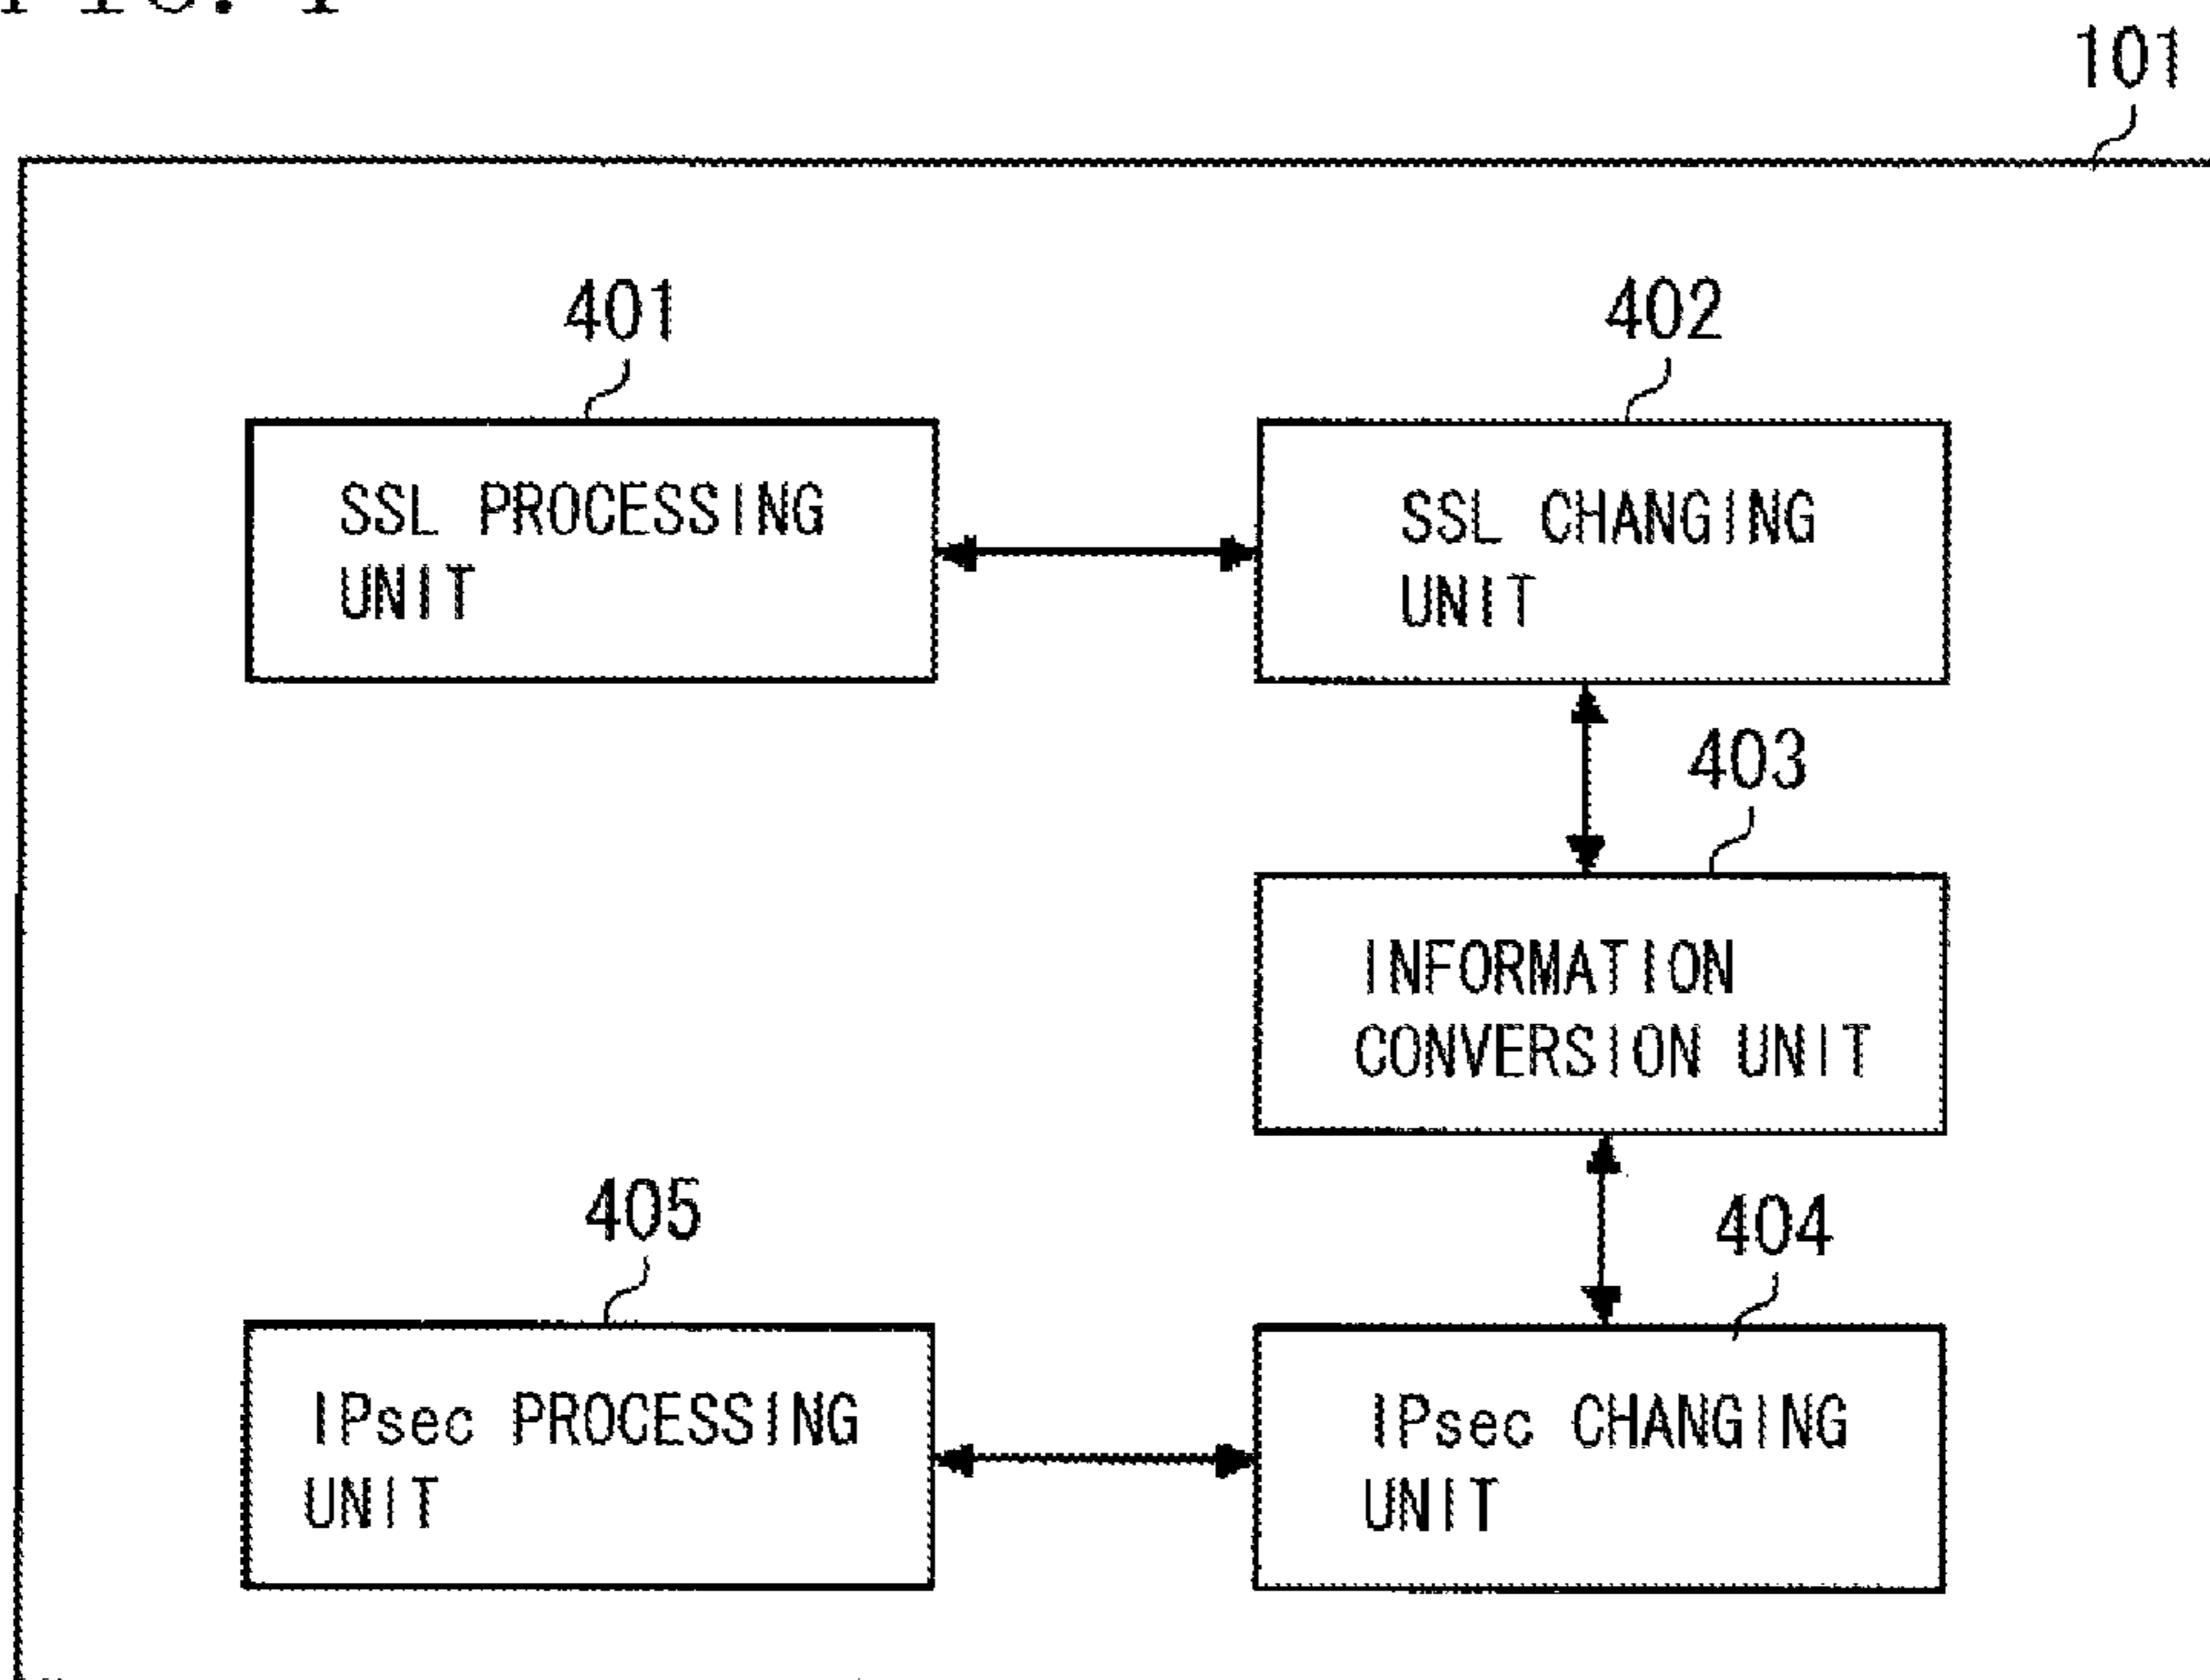 101
401
402
SSL PROCESSING
UNIT
SSL CHANGING
UNIT
403
INFORMATION
CONVERSION UNIT
405
404
IPsec PROCESSING
UNIT
IPsec CHANGING
UNIT